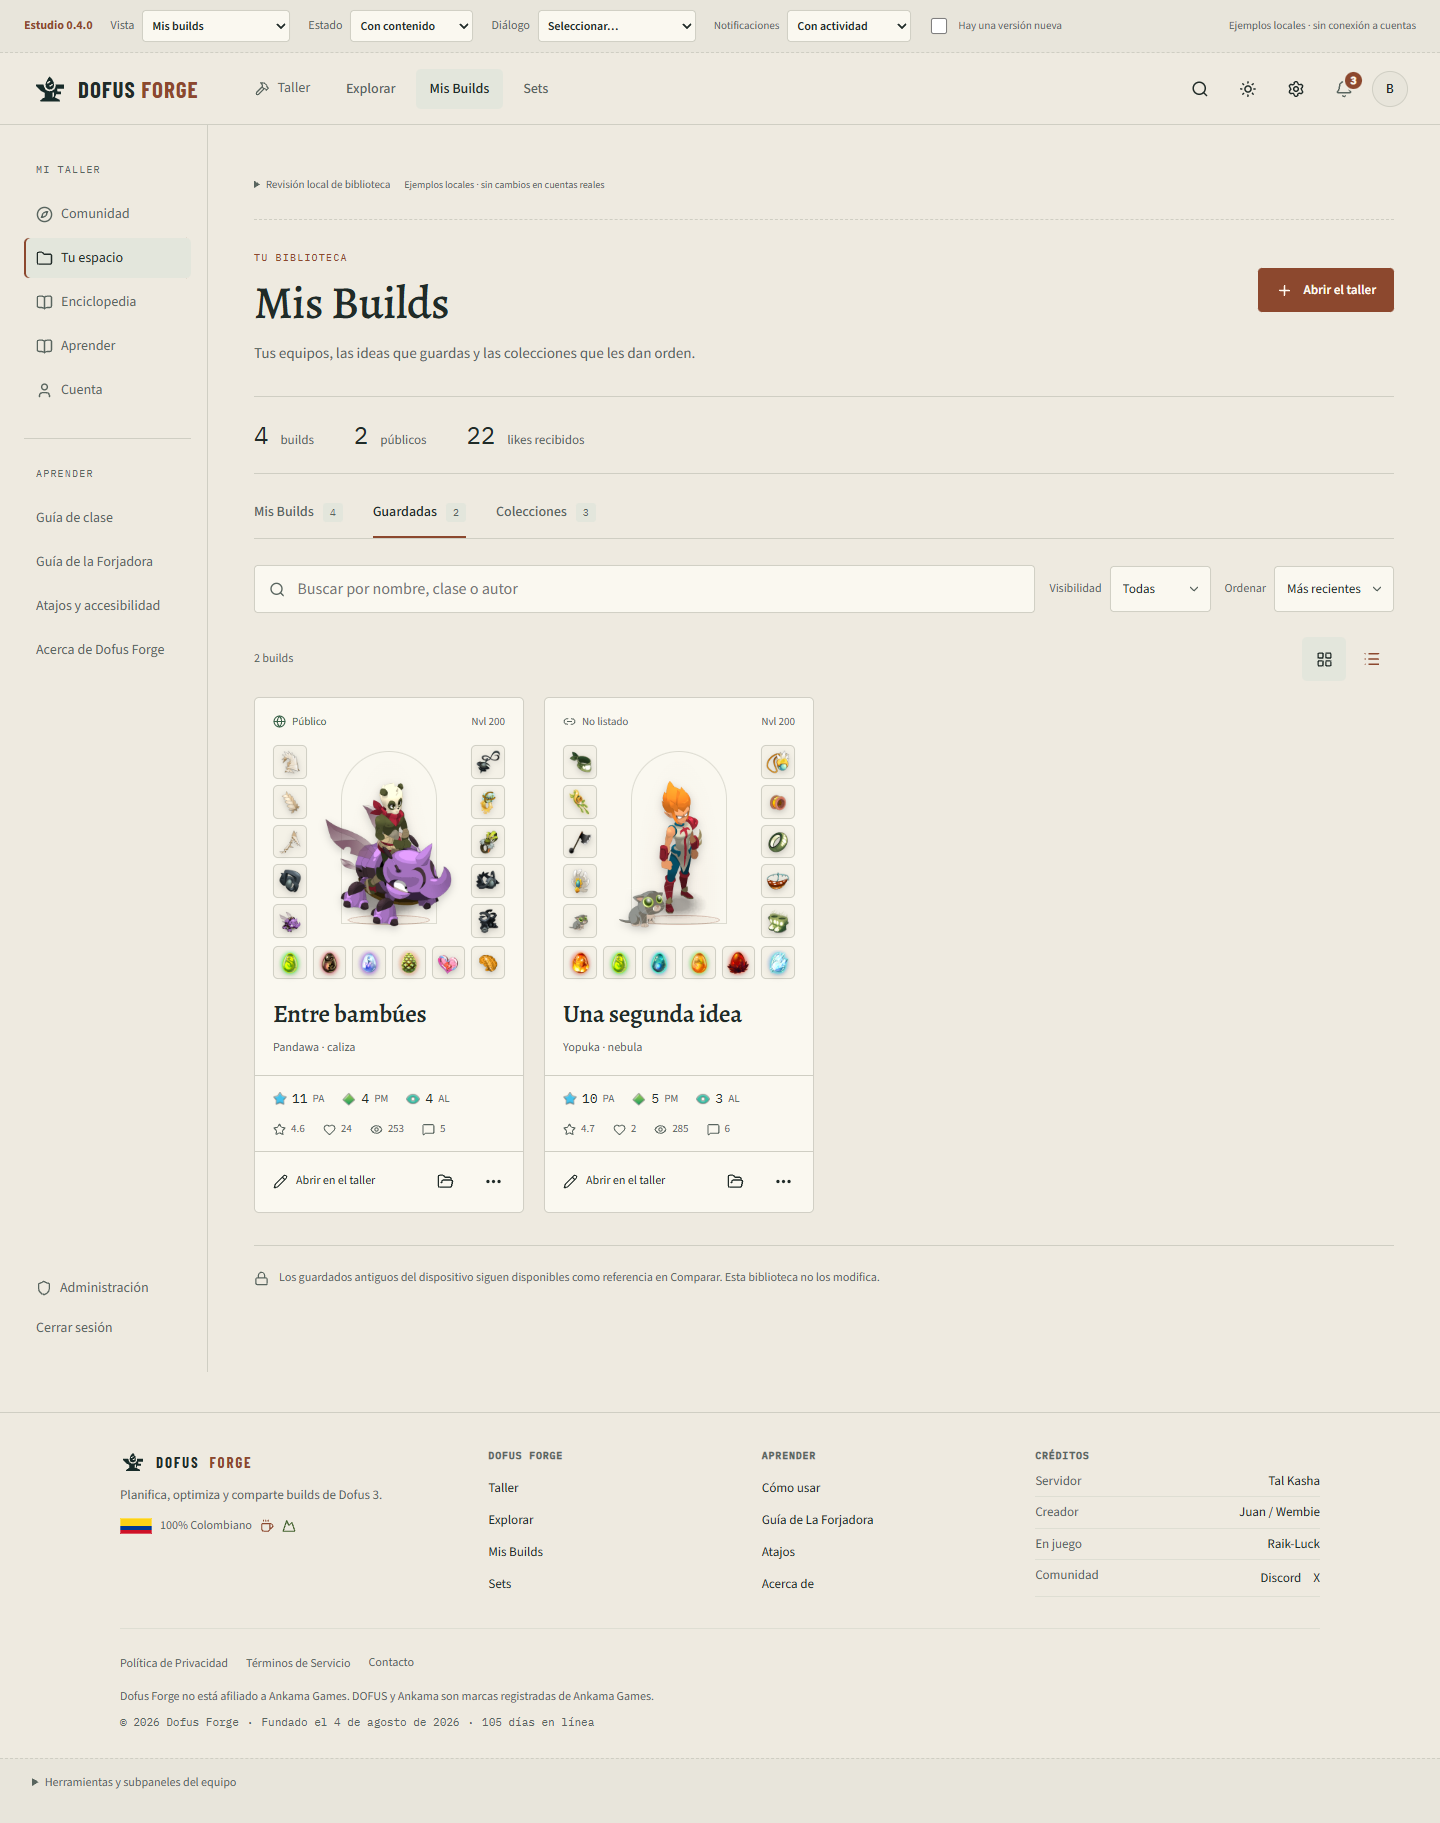 Estudio 0.4.0 Vista Mis builds Estado Con contenido Diálogo Seleccionar... Notificaciones Con actividad Hay una versión nueva Ejemplos locales · sin conexión a cuentas
DOFUS FORGE Taller Explorar Mis Builds Sets 3 B
MI TALLER
Comunidad
Tu espacio
Enciclopedia
Aprender
Cuenta
APRENDER
Guía de clase
Guía de la Forjadora
Atajos y accesibilidad
Acerca de Dofus Forge
Administración
Cerrar sesión
Revisión local de biblioteca Ejemplos locales · sin cambios en cuentas reales
TU BIBLIOTECA
Mis Builds
Abrir el taller
Tus equipos, las ideas que guardas y las colecciones que les dan orden.
4 builds 2 públicos 22 likes recibidos
Mis Builds 4 Guardadas 2 Colecciones 3
Buscar por nombre, clase o autor Visibilidad Todas Ordenar Más recientes
2 builds
Público Nvl 200
Entre bambúes
Pandawa · caliza
11 PA 4 PM 4 AL
4.6 24 253 5
Abrir en el taller
No listado Nvl 200
Una segunda idea
Yopuka · nebula
10 PA 5 PM 3 AL
4.7 2 285 6
Abrir en el taller
Los guardados antiguos del dispositivo siguen disponibles como referencia en Comparar. Esta biblioteca no los modifica.
DOFUS FORGE
Planifica, optimiza y comparte builds de Dofus 3.
100% Colombiano
DOFUS FORGE
Taller
Explorar
Mis Builds
Sets
APRENDER
Cómo usar
Guía de La Forjadora
Atajos
Acerca de
CRÉDITOS
Servidor Tal Kasha
Creador Juan / Wembie
En juego Raik-Luck
Comunidad Discord X
Política de Privacidad Términos de Servicio Contacto
Dofus Forge no está afiliado a Ankama Games. DOFUS y Ankama son marcas registradas de Ankama Games.
© 2026 Dofus Forge · Fundado el 4 de agosto de 2026 · 105 días en línea
Herramientas y subpaneles del equipo